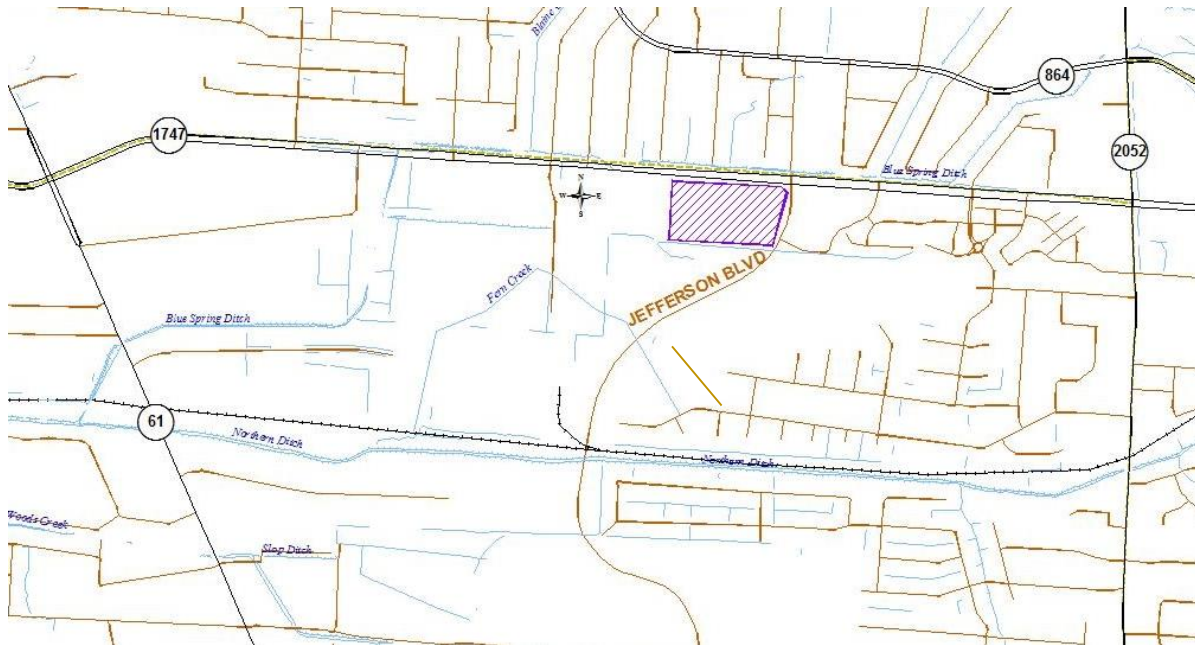 Blaine
864
1747
2052
Blue Spring Ditch
N
W E
S
JEFFERSON BLVD
Fern Creek
Blue Spring Ditch
61
Northern Ditch
Northern Ditch
Woods Creek
Slop Ditch